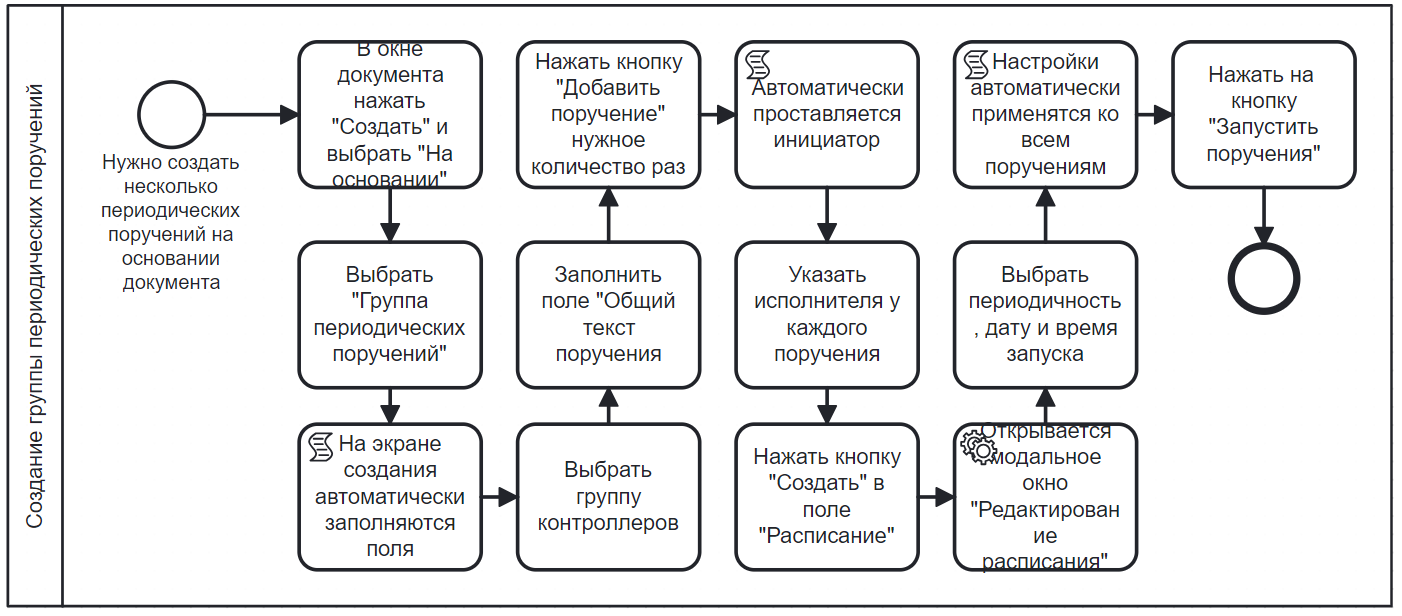 Создание группы периодических поручений
Нужно создать
несколько
периодических
поручений на
основании
документа
В окне
документа
нажать
"Создать" и
выбрать "На
основании"
Выбрать
"Группа
периодических
поручений"
На экране
создания
автоматически
заполняются
поля
Выбрать
группу
контроллеров
Заполнить
поле "Общий
текст
поручения
Нажать кнопку
"Добавить
поручение"
нужное
количество раз
Автоматически
проставляется
инициатор
Указать
исполнителя у
каждого
поручения
Нажать кнопку
"Создать" в
поле
"Расписание"
Открывается
модальное
окно
"Редактирован
ие
расписания"
Выбрать
периодичность
, дату и время
запуска
Настройки
автоматически
применятся ко
всем
поручениям
Нажать на
кнопку
"Запустить
поручения"